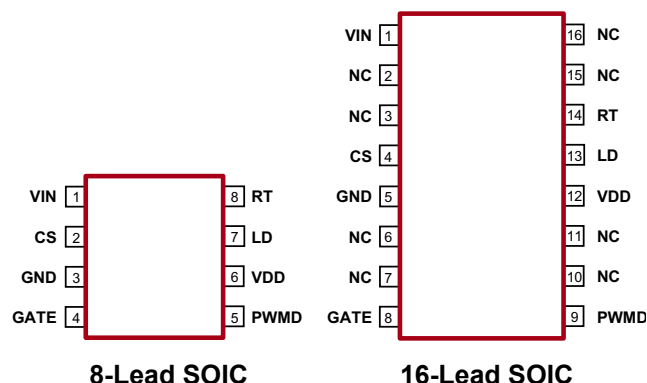 VIN 1 8 RT
CS 2 7 LD
GND 3 6 VDD
GATE 4 5 PWMD
8-Lead SOIC
VIN 1 16 NC
NC 2 15 NC
NC 3 14 RT
CS 4 13 LD
GND 5 12 VDD
NC 6 11 NC
NC 7 10 NC
GATE 8 9 PWMD
16-Lead SOIC